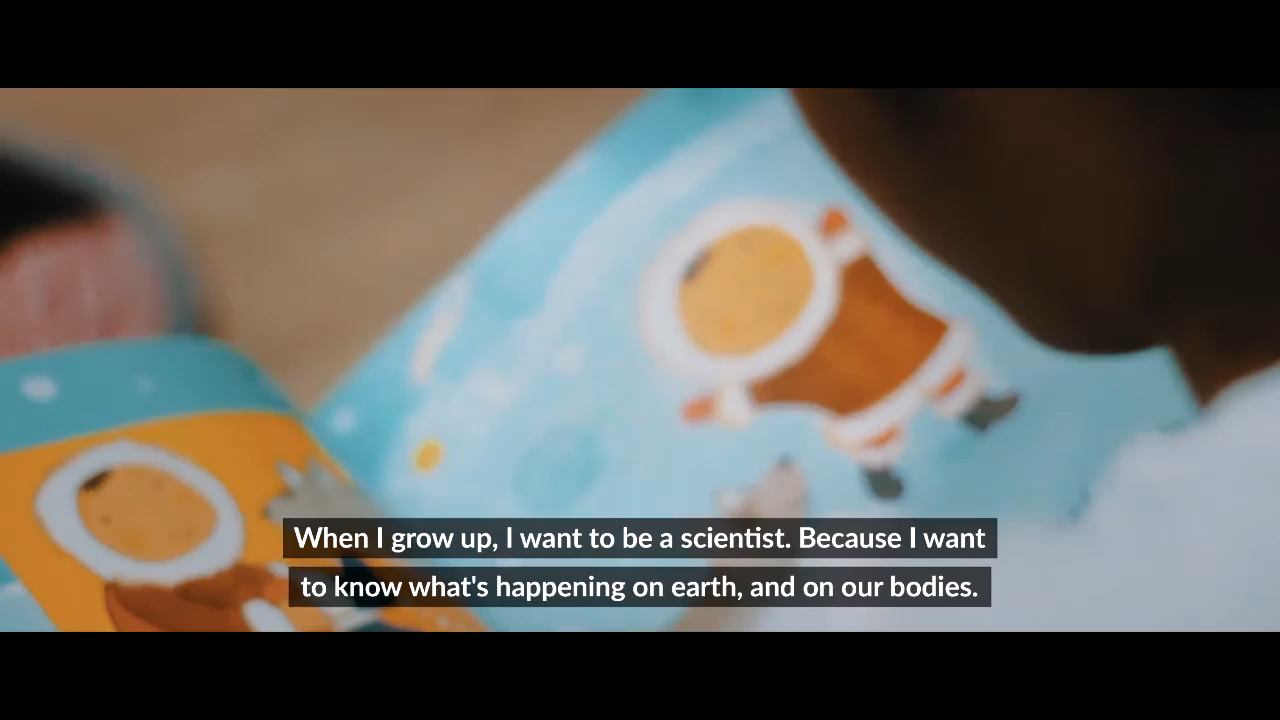 When I grow up, I want to be a scientist. Because I want
to know what's happening on earth, and on our bodies.